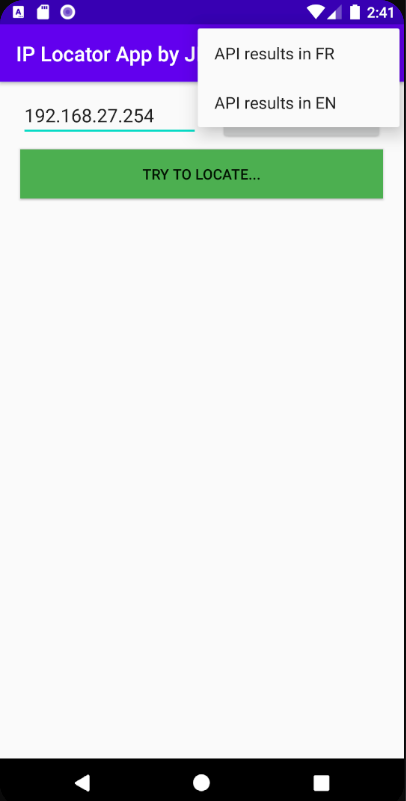 2:41
IP Locator App by J
API results in FR
API results in EN
192.168.27.254
TRY TO LOCATE...